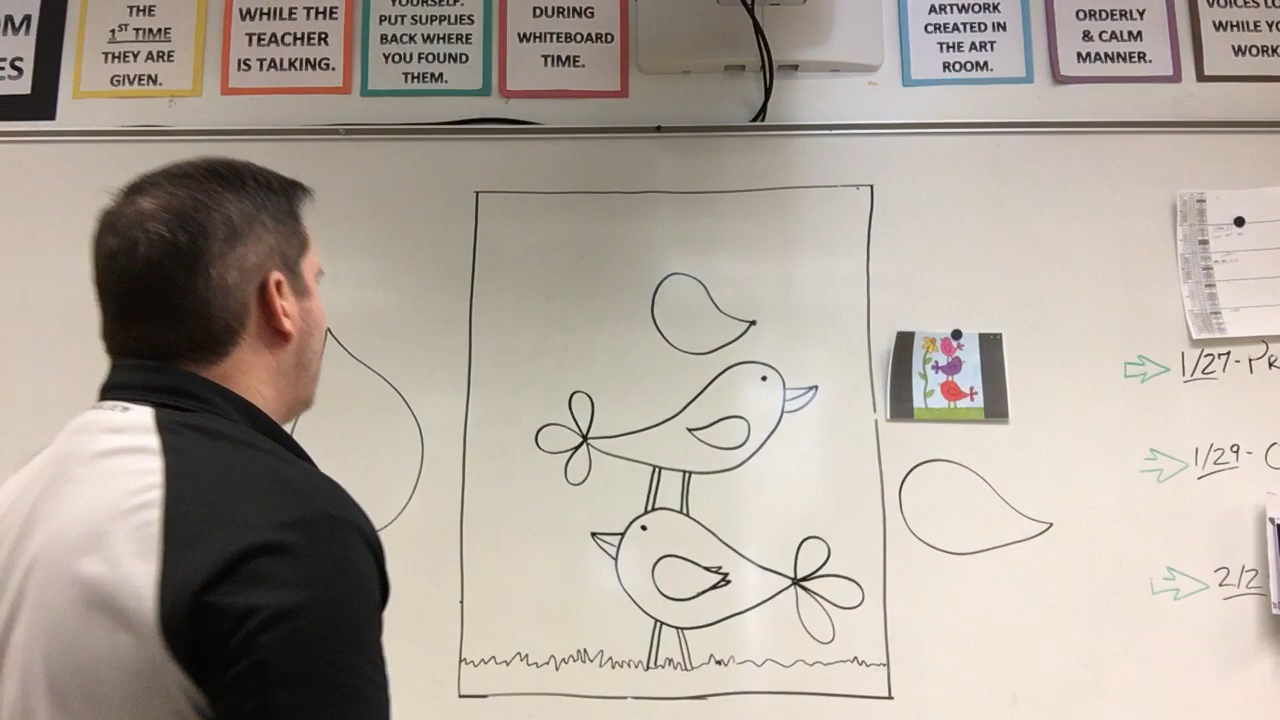 THE
1ST TIME
THEY ARE
GIVEN.
WHILE THE
TEACHER
IS TALKING.
YOURSELF.
PUT SUPPLIES
BACK WHERE
YOU FOUND
THEM.
DURING
WHITEBOARD
TIME.
ARTWORK
CREATED IN
THE ART
ROOM.
ORDERLY
& CALM
MANNER.
VOICES
WHILE
WORK
1/27-
1/29-
2/2